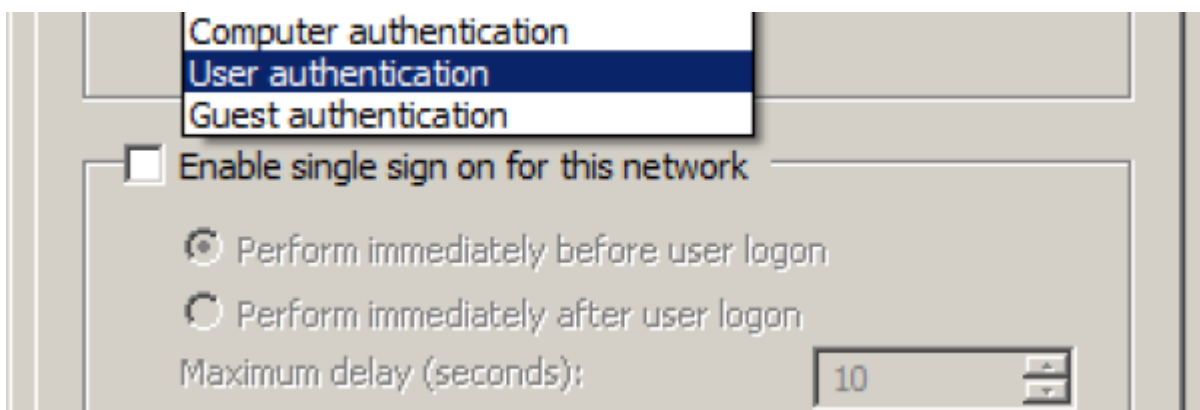 Computer authentication
User authentication
Guest authentication
Enable single sign on for this network
Perform immediately before user logon
Perform immediately after user logon
Maximum delay (seconds): 10